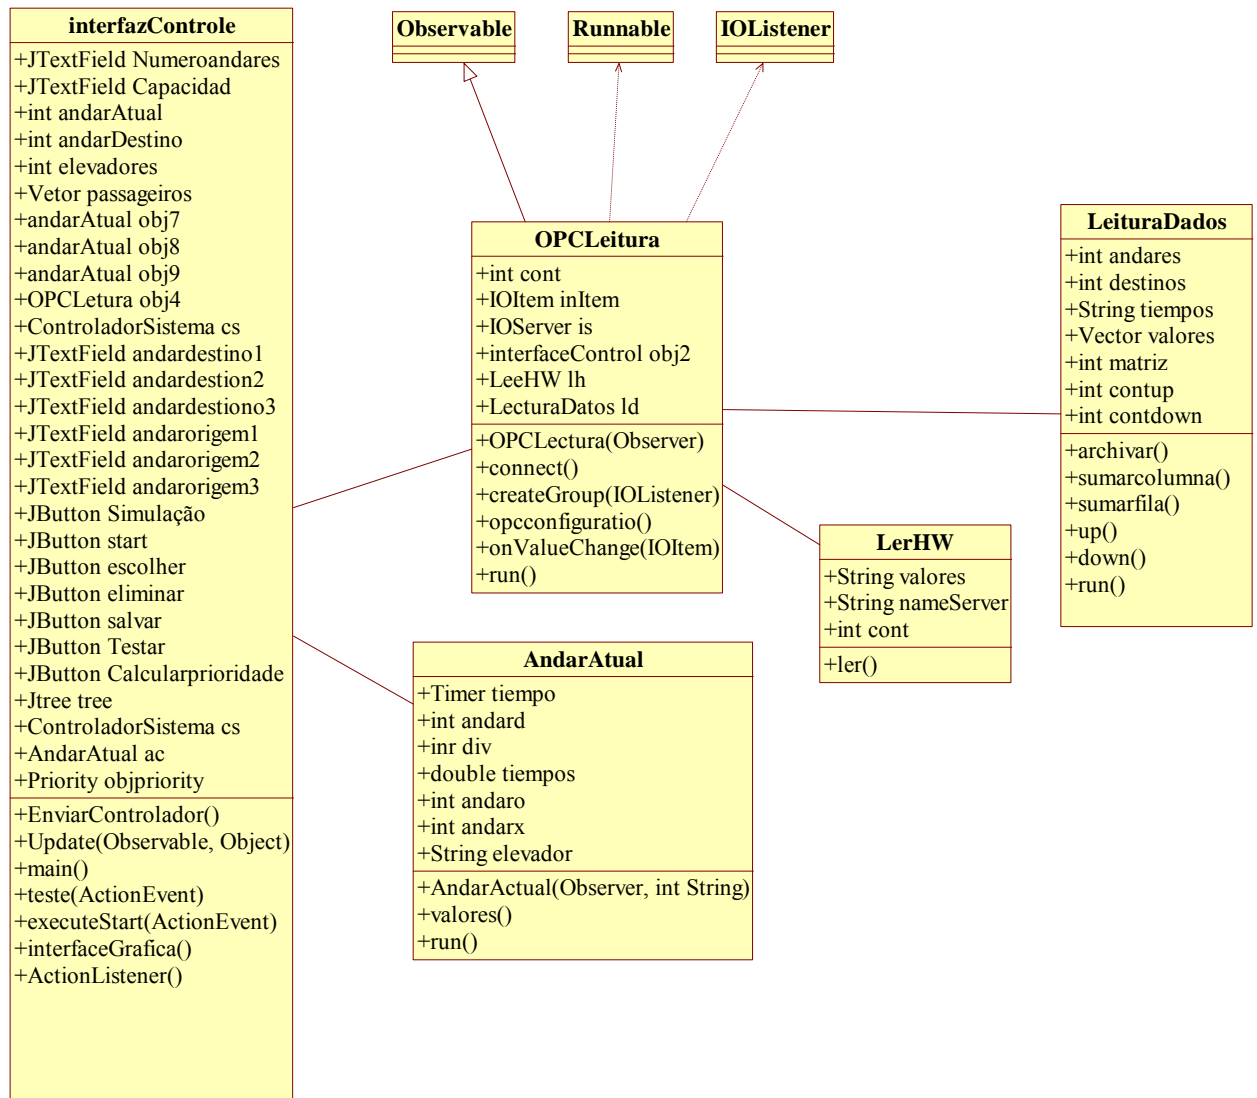 interfazControle
+JTextField Numeroandares
+JTextField Capacidad
+int andarAtual
+int andarDestino
+int elevadores
+Vetor passageiros
+andarAtual obj7
+andarAtual obj8
+andarAtual obj9
+OPCLetura obj4
+ControladorSistema cs
+JTextField andardestino1
+JTextField andardestion2
+JTextField andardestiono3
+JTextField andarorigem1
+JTextField andarorigem2
+JTextField andarorigem3
+JButton Simulação
+JButton start
+JButton escolher
+JButton eliminar
+JButton salvar
+JButton Testar
+JButton Calcularprioridade
+Jtree tree
+ControladorSistema cs
+AndarAtual ac
+Priority objpriority
+EnviarControlador()
+Update(Observable, Object)
+main()
+teste(ActionEvent)
+executeStart(ActionEvent)
+interfaceGrafica()
+ActionListener()
Observable
Runnable
IOListener
OPCLeitura
+int cont
+IOItem inItem
+IOServer is
+interfaceControl obj2
+LeeHW lh
+LecturaDatos ld
+OPCLectura(Observer)
+connect()
+createGroup(IOListener)
+opcconfiguratio()
+onValueChange(IOItem)
+run()
AndarAtual
+Timer tiempo
+int andard
+inr div
+double tiempos
+int andaro
+int andarx
+String elevador
+AndarActual(Observer, int String)
+valores()
+run()
LerHW
+String valores
+String nameServer
+int cont
+ler()
LeituraDados
+int andares
+int destinos
+String tiempos
+Vector valores
+int matriz
+int contup
+int contdown
+archivar()
+sumarcolumna()
+sumarfila()
+up()
+down()
+run()